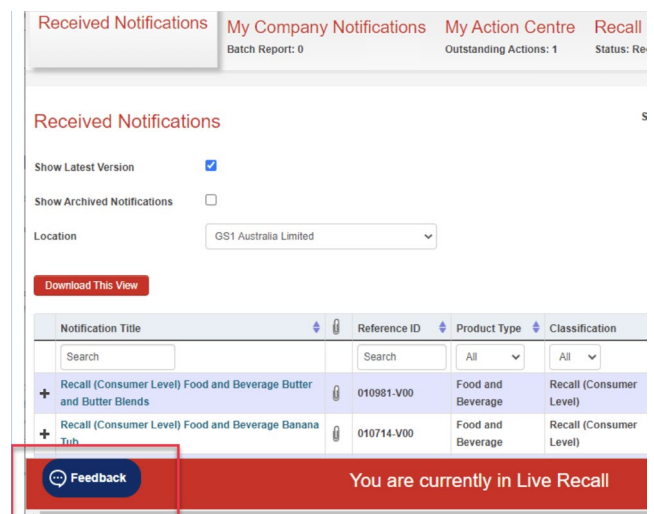 Received Notifications
My Company Notifications
My Action Centre
Recall
Batch Report: 0
Outstanding Actions: 1
Status: Re
Received Notifications
S
Show Latest Version
Show Archived Notifications
Location
GS1 Australia Limited
Download This View
Notification Title
Reference ID
Product Type
Classification
Search
Search
All
All
Recall (Consumer Level) Food and Beverage Butter
and Butter Blends
010981-V00
Food and
Beverage
Recall (Consumer
Level)
Recall (Consumer Level) Food and Beverage Banana
Tub
010714-V00
Food and
Beverage
Recall (Consumer
Level)
Feedback
You are currently in Live Recall